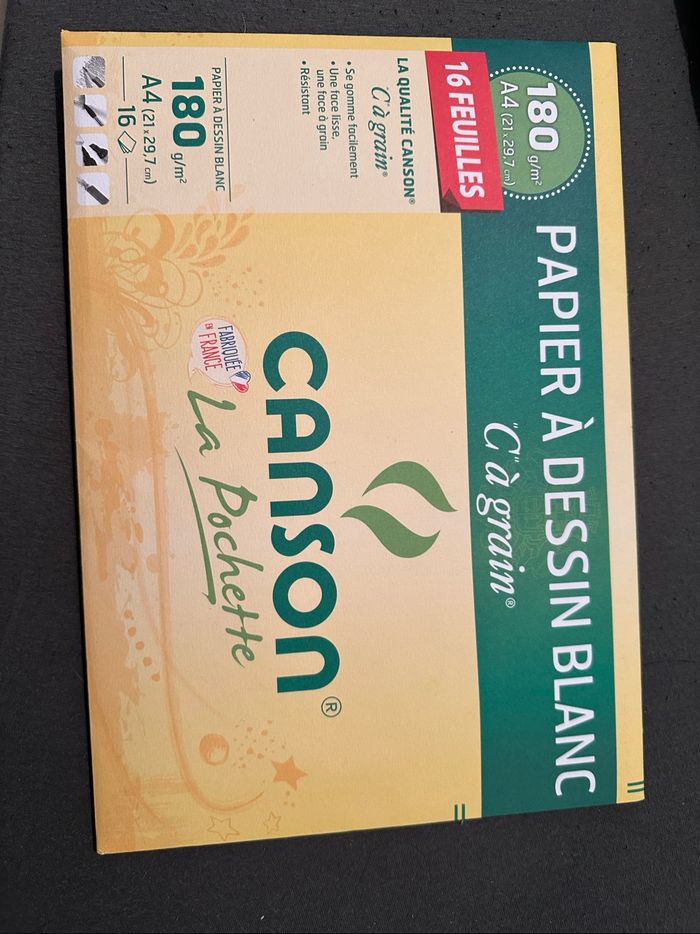 180 g/m²
A4 (21 x 29,7 cm)
PAPIER À DESSIN BLANC
"C" à grain®
16 FEUILLES
LA QUALITÉ CANSON®
"C" à grain®
• Se gomme facilement
• Une face lisse,
une face à grain
• Résistant
PAPIER À DESSIN BLANC
180 g/m²
A4 (21 x 29,7 cm)
16
CANSON®
La Pochette
FABRIQUÉE
EN FRANCE